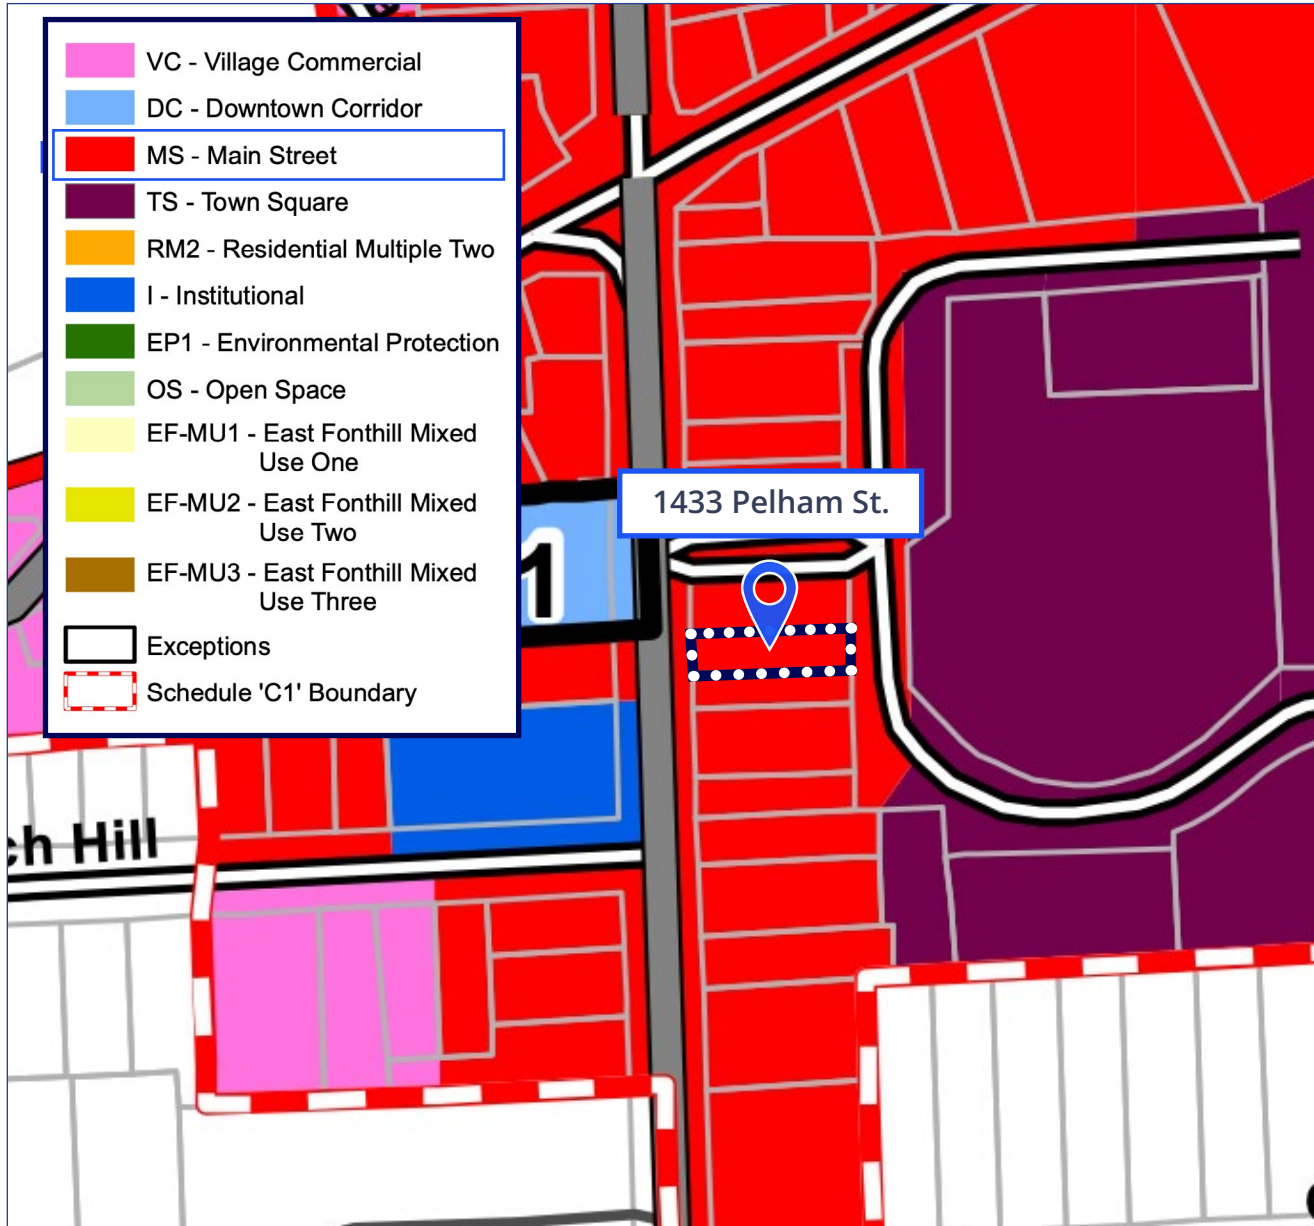 VC - Village Commercial
DC - Downtown Corridor
MS - Main Street
TS - Town Square
RM2 - Residential Multiple Two
I - Institutional
EP1 - Environmental Protection
OS - Open Space
EF-MU1 - East Fonthill Mixed
Use One
EF-MU2 - East Fonthill Mixed
Use Two
EF-MU3 - East Fonthill Mixed
Use Three
Exceptions
Schedule 'C1' Boundary
1433 Pelham St.
1
ch Hill